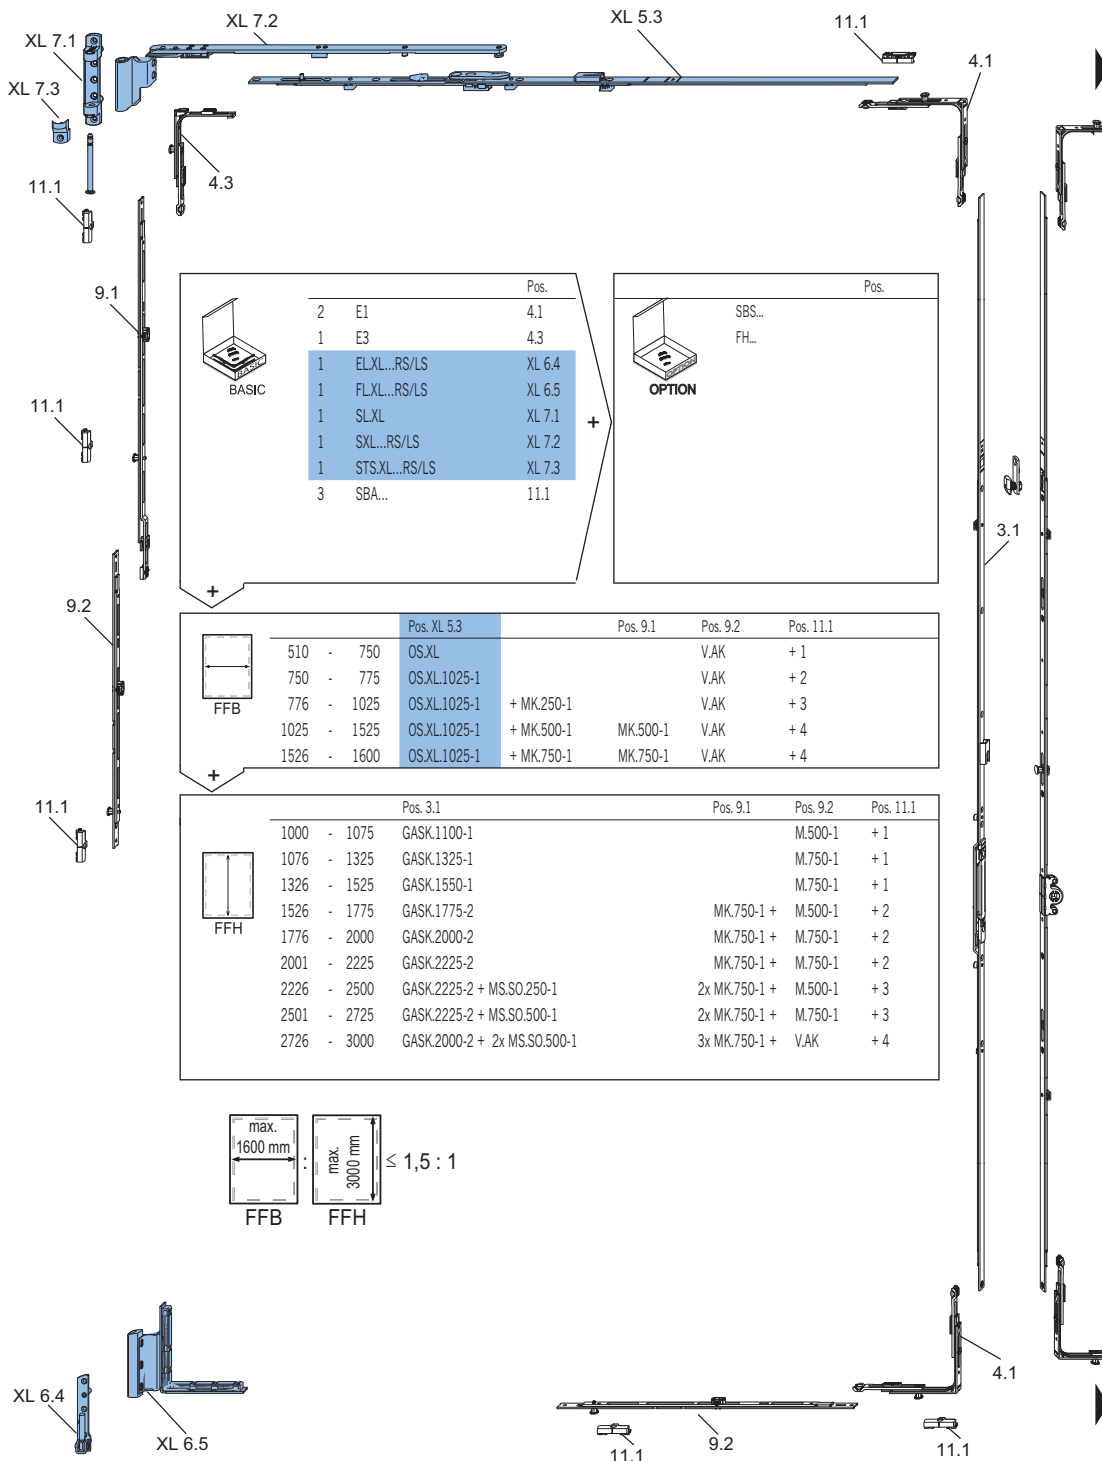 XL 7.2
XL 5.3
11.1
XL 7.1
4.1
XL 7.3
4.3
11.1
9.1
11.1
9.2
11.1
3.1
BASIC
BASIC
Pos.
2 E1 4.1
1 E3 4.3
1 EL.XL...RS/LS XL 6.4
1 FL.XL...RS/LS XL 6.5
1 SL.XL XL 7.1
1 SXL...RS/LS XL 7.2
1 STS.XL...RS/LS XL 7.3
3 SBA... 11.1
+
OPTION
OPTION
Pos.
SBS...
FH...
+
FFB
Pos. XL 5.3 Pos. 9.1 Pos. 9.2 Pos. 11.1
510 - 750 OS.XL V.AK + 1
750 - 775 OS.XL.1025-1 V.AK + 2
776 - 1025 OS.XL.1025-1 + MK.250-1 V.AK + 3
1025 - 1525 OS.XL.1025-1 + MK.500-1 MK.500-1 V.AK + 4
1526 - 1600 OS.XL.1025-1 + MK.750-1 MK.750-1 V.AK + 4
+
FFH
Pos. 3.1 Pos. 9.1 Pos. 9.2 Pos. 11.1
1000 - 1075 GASK.1100-1 M.500-1 + 1
1076 - 1325 GASK.1325-1 M.750-1 + 1
1326 - 1525 GASK.1550-1 M.750-1 + 1
1526 - 1775 GASK.1775-2 MK.750-1 + M.500-1 + 2
1776 - 2000 GASK.2000-2 MK.750-1 + M.750-1 + 2
2001 - 2225 GASK.2225-2 MK.750-1 + M.750-1 + 2
2226 - 2500 GASK.2225-2 + MS.SO.250-1 2x MK.750-1 + M.500-1 + 3
2501 - 2725 GASK.2225-2 + MS.SO.500-1 2x MK.750-1 + M.750-1 + 3
2726 - 3000 GASK.2000-2 + 2x MS.SO.500-1 3x MK.750-1 + V.AK + 4
max.
1600 mm
:
max.
3000 mm
≤ 1,5 : 1
FFB FFH
4.1
XL 6.4
XL 6.5
11.1
9.2
11.1